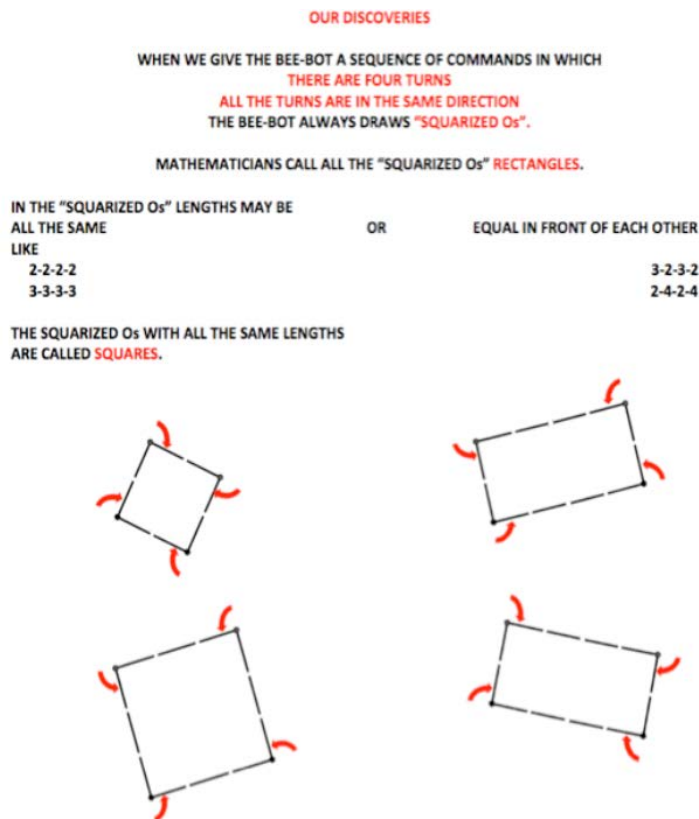 OUR DISCOVERIES
WHEN WE GIVE THE BEE-BOT A SEQUENCE OF COMMANDS IN WHICH
THERE ARE FOUR TURNS
ALL THE TURNS ARE IN THE SAME DIRECTION
THE BEE-BOT ALWAYS DRAWS "SQUARIZED Os".
MATHEMATICIANS CALL ALL THE "SQUARIZED Os" RECTANGLES.
IN THE "SQUARIZED Os" LENGTHS MAY BE
ALL THE SAME OR EQUAL IN FRONT OF EACH OTHER
LIKE
2-2-2-2 3-2-3-2
3-3-3-3 2-4-2-4
THE SQUARIZED Os WITH ALL THE SAME LENGTHS
ARE CALLED SQUARES.